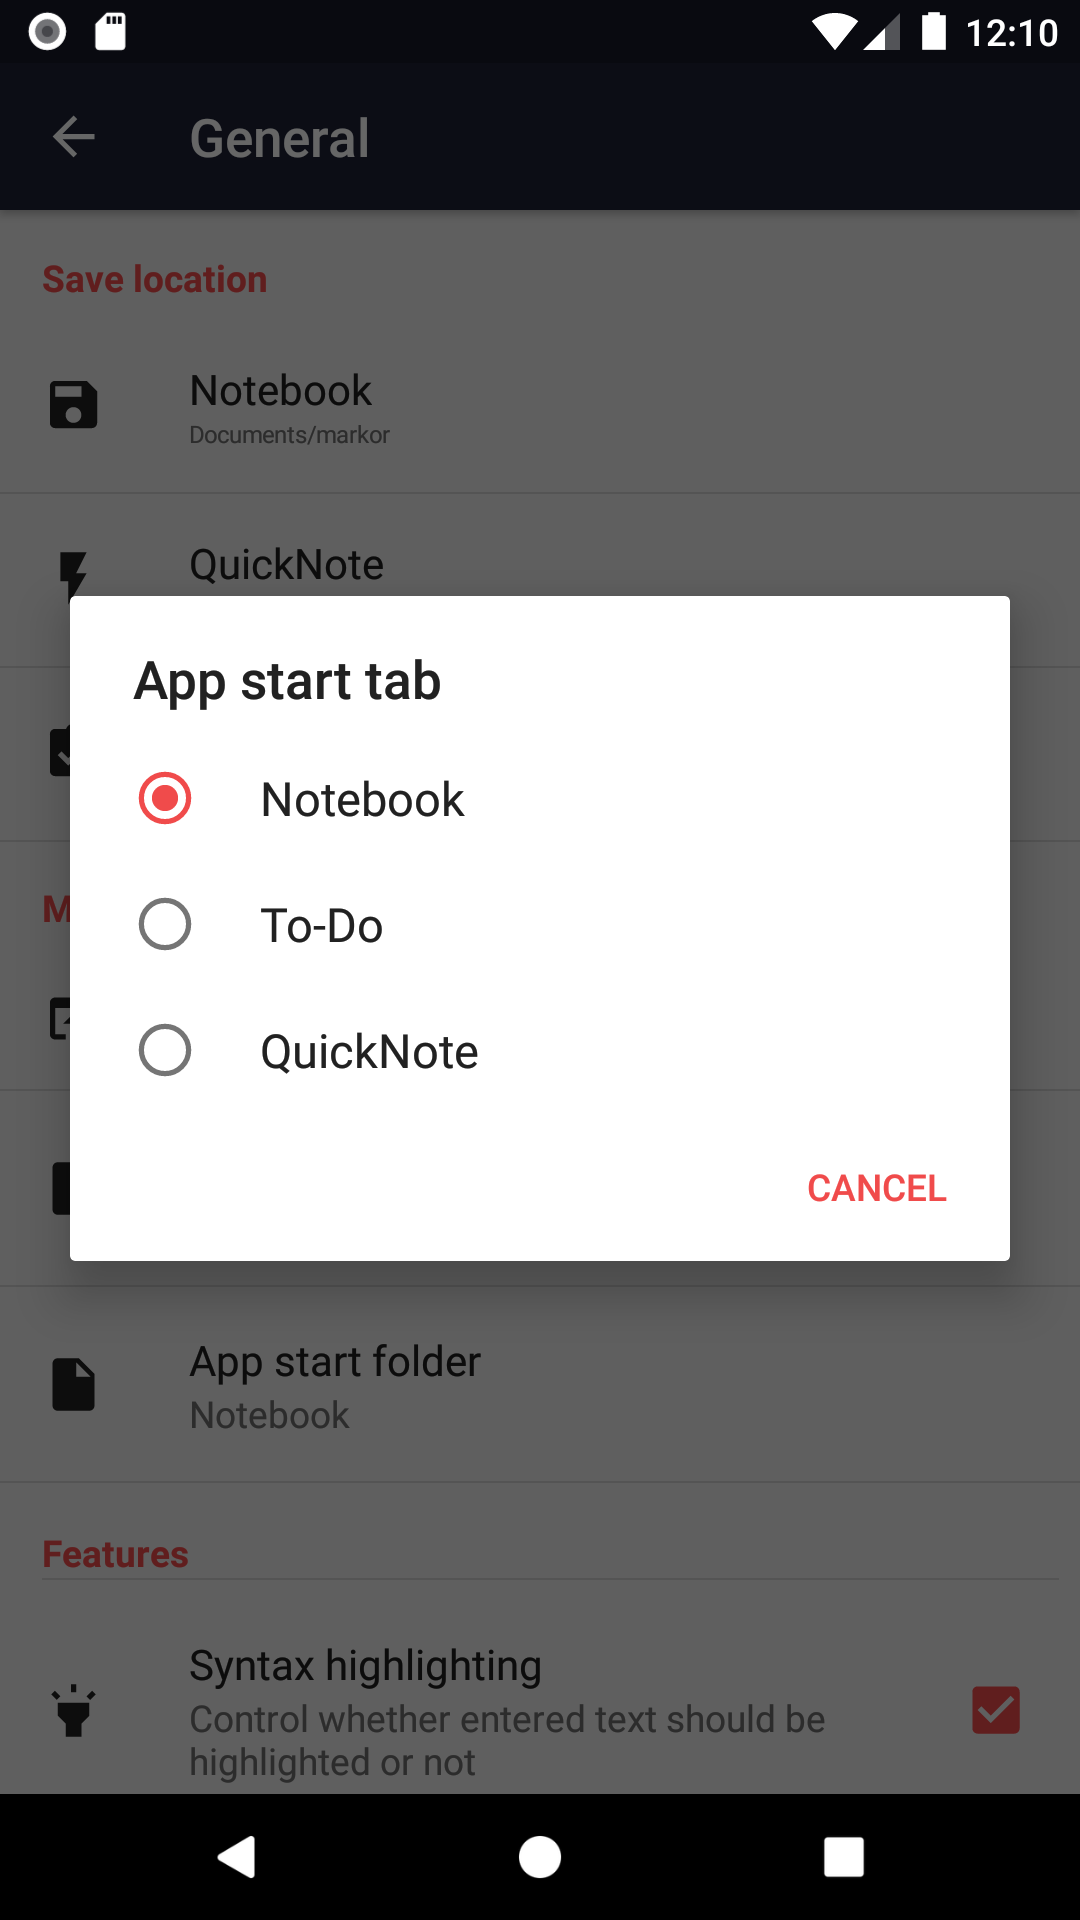 12:10
General
Save location
Notebook
Documents/markor
QuickNote
App start tab
Notebook
To-Do
QuickNote
CANCEL
M
App start folder
Notebook
Features
Syntax highlighting
Control whether entered text should be
highlighted or not